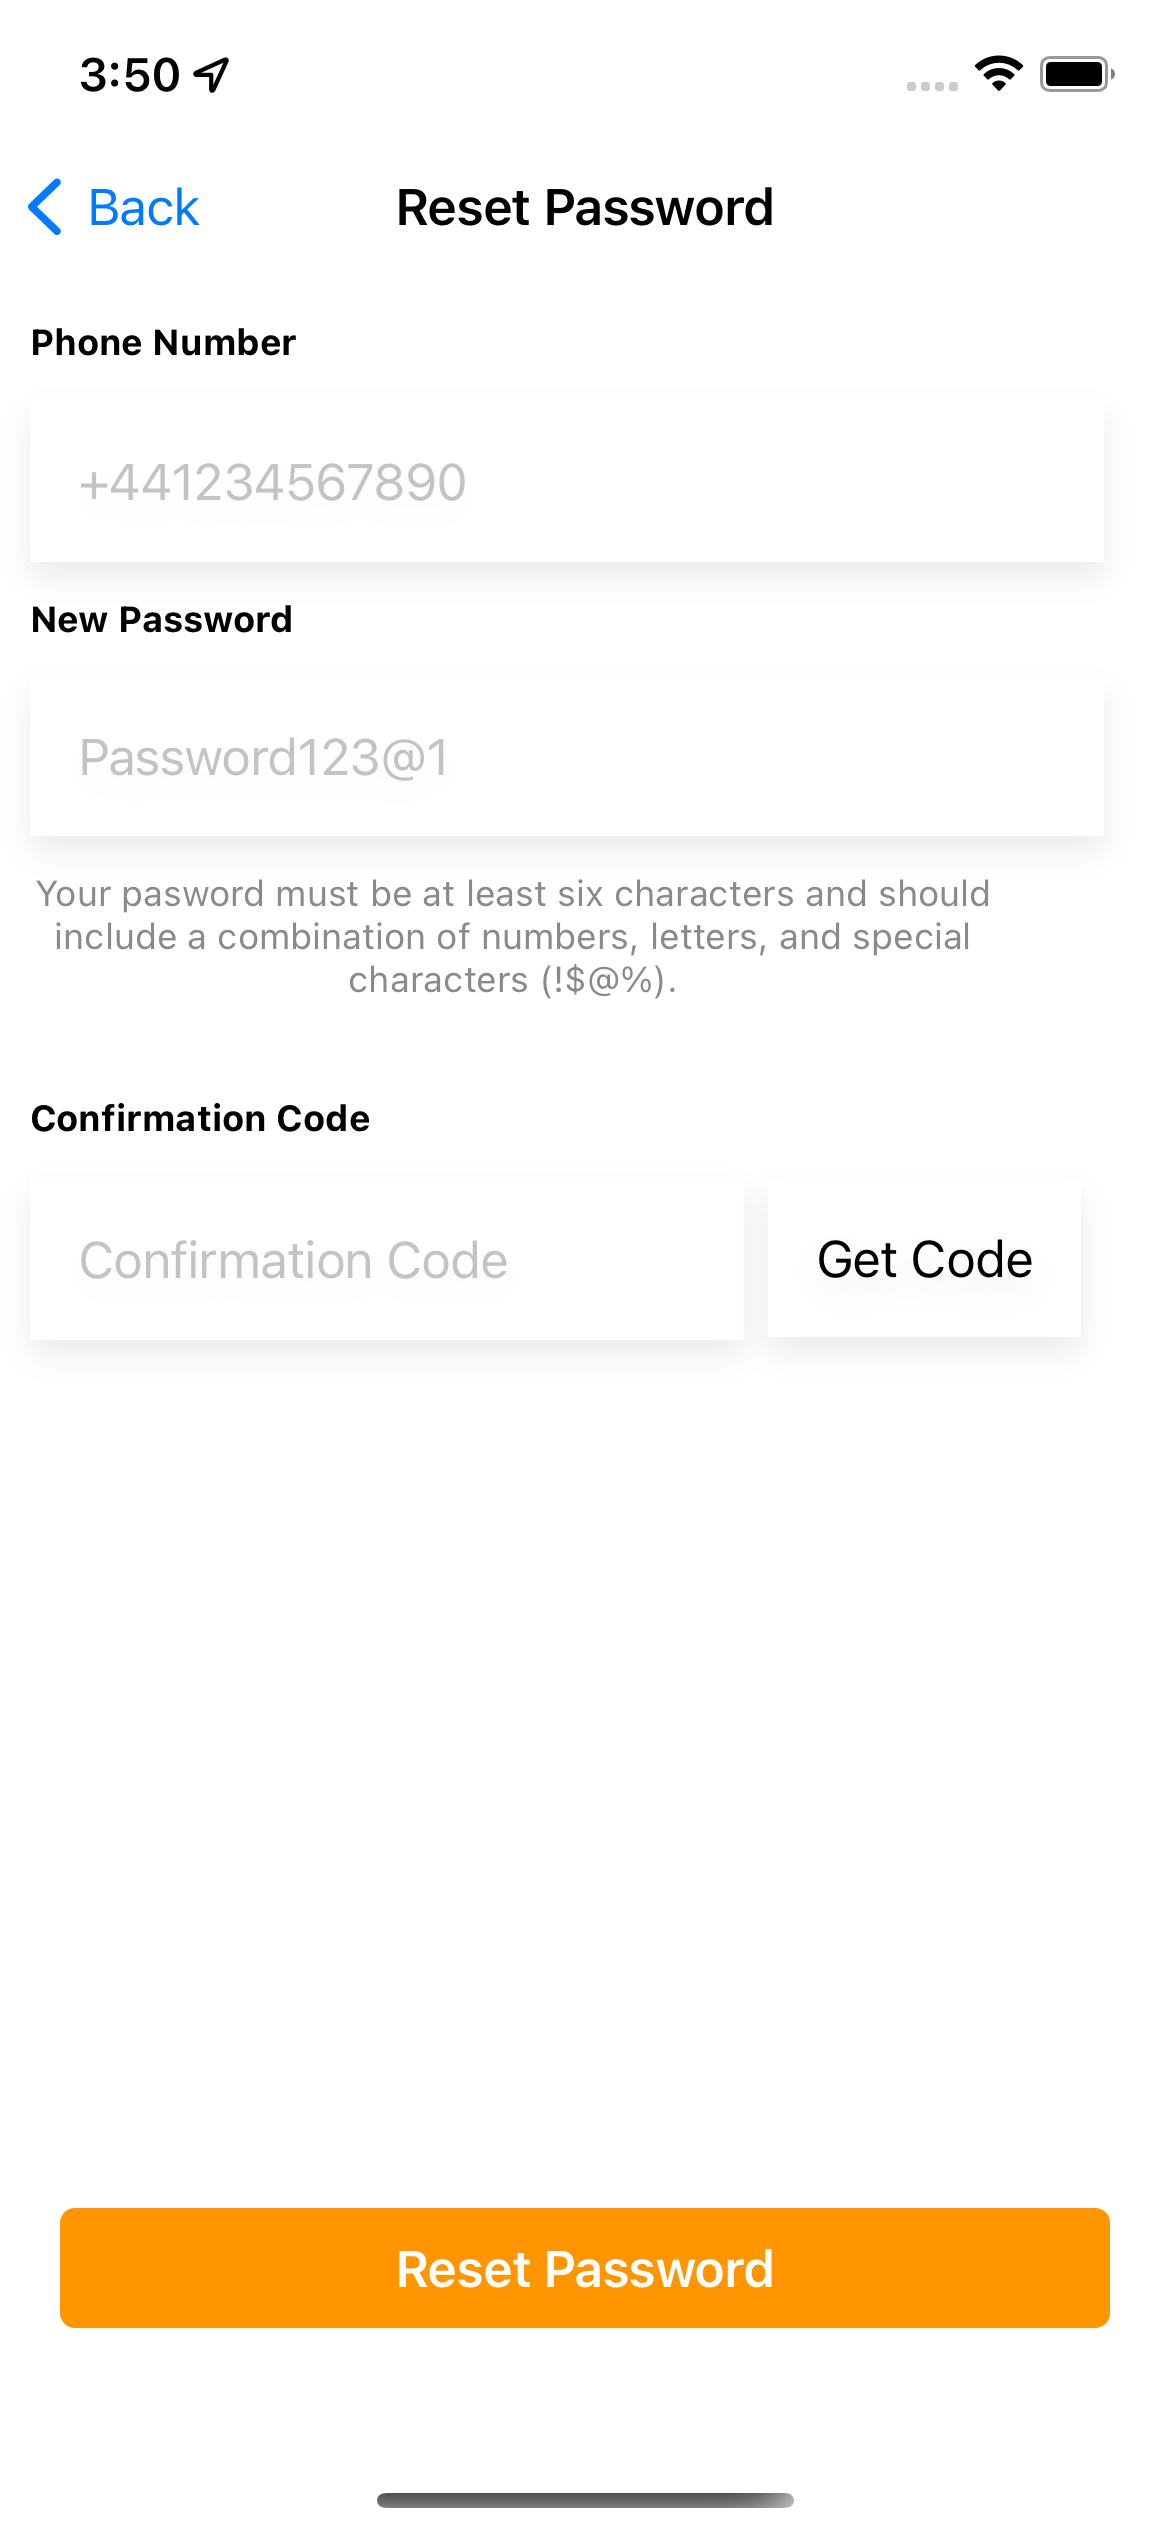 3:50
Back
Reset Password
Phone Number
+441234567890
New Password
Password123@1
Your pasword must be at least six characters and should
include a combination of numbers, letters, and special
characters (!$@%).
Confirmation Code
Confirmation Code
Get Code
Reset Password